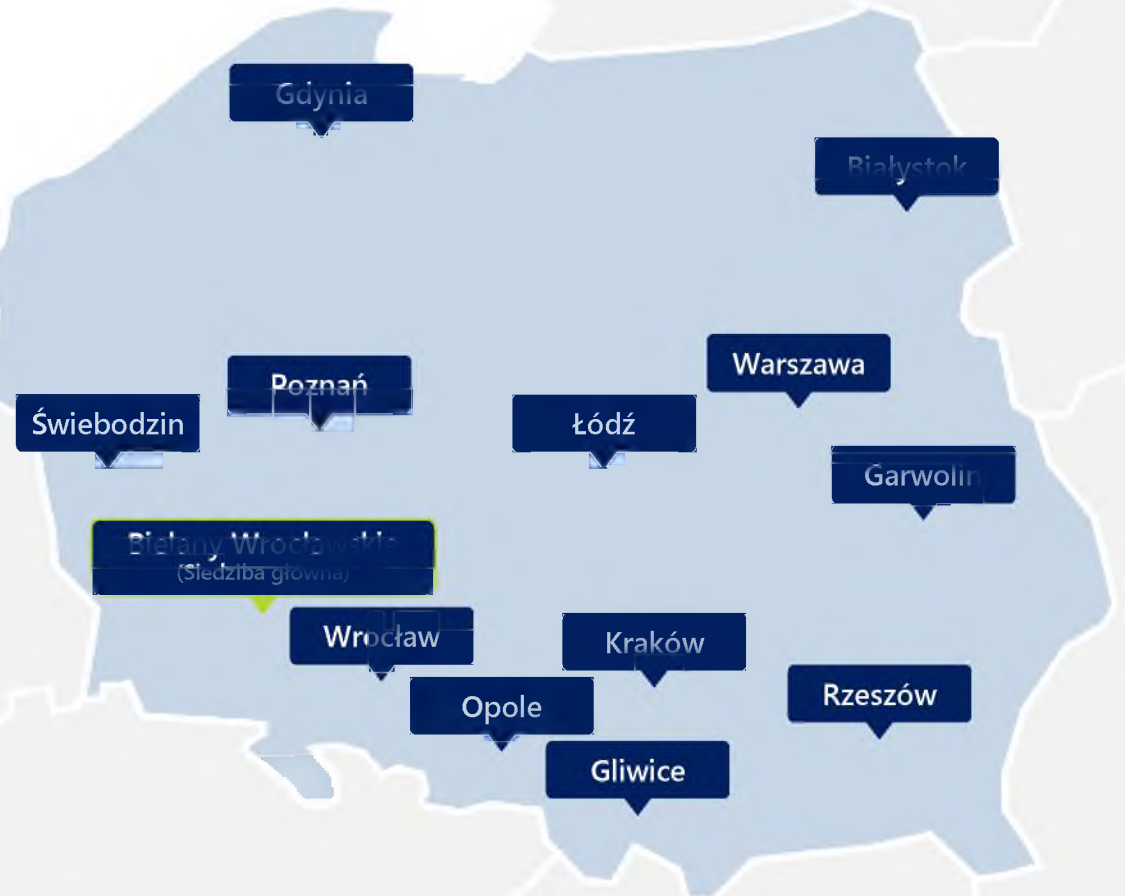 Gdynia
Białystok
Warszawa
Poznań
Świebodzin
Łódź
Garwolin
Bielany Wrocławskie
(Siedziba główna)
Wrocław
Kraków
Rzeszów
Opole
Gliwice